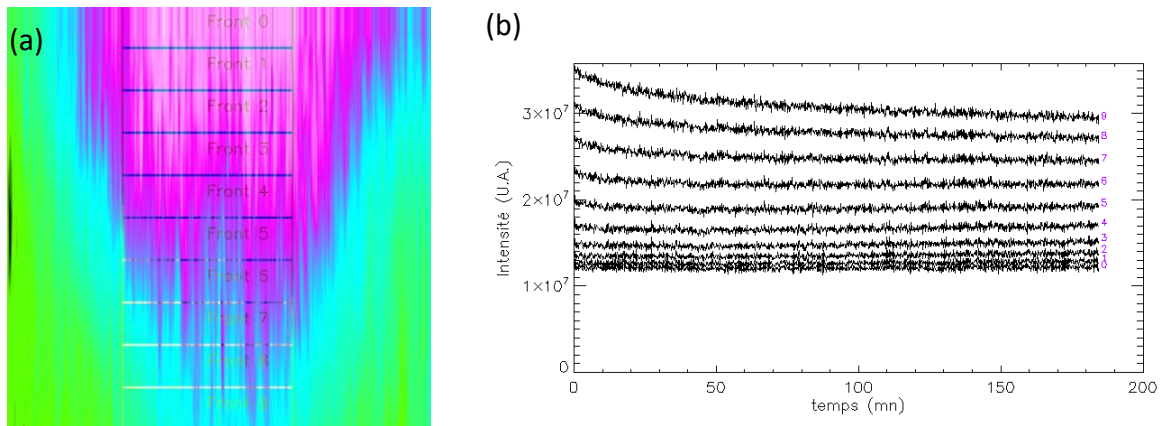 (a)
Front 0
Front 1
Front 2
Front 3
Front 4
Front 5
Front 6
Front 7
Front 8
Front 9
(b)
3×10⁷
2×10⁷
1×10⁷
0
Intensité (U.A.)
9
8
7
6
5
4
3
2
1
0
0 50 100 150 200
temps (mn)